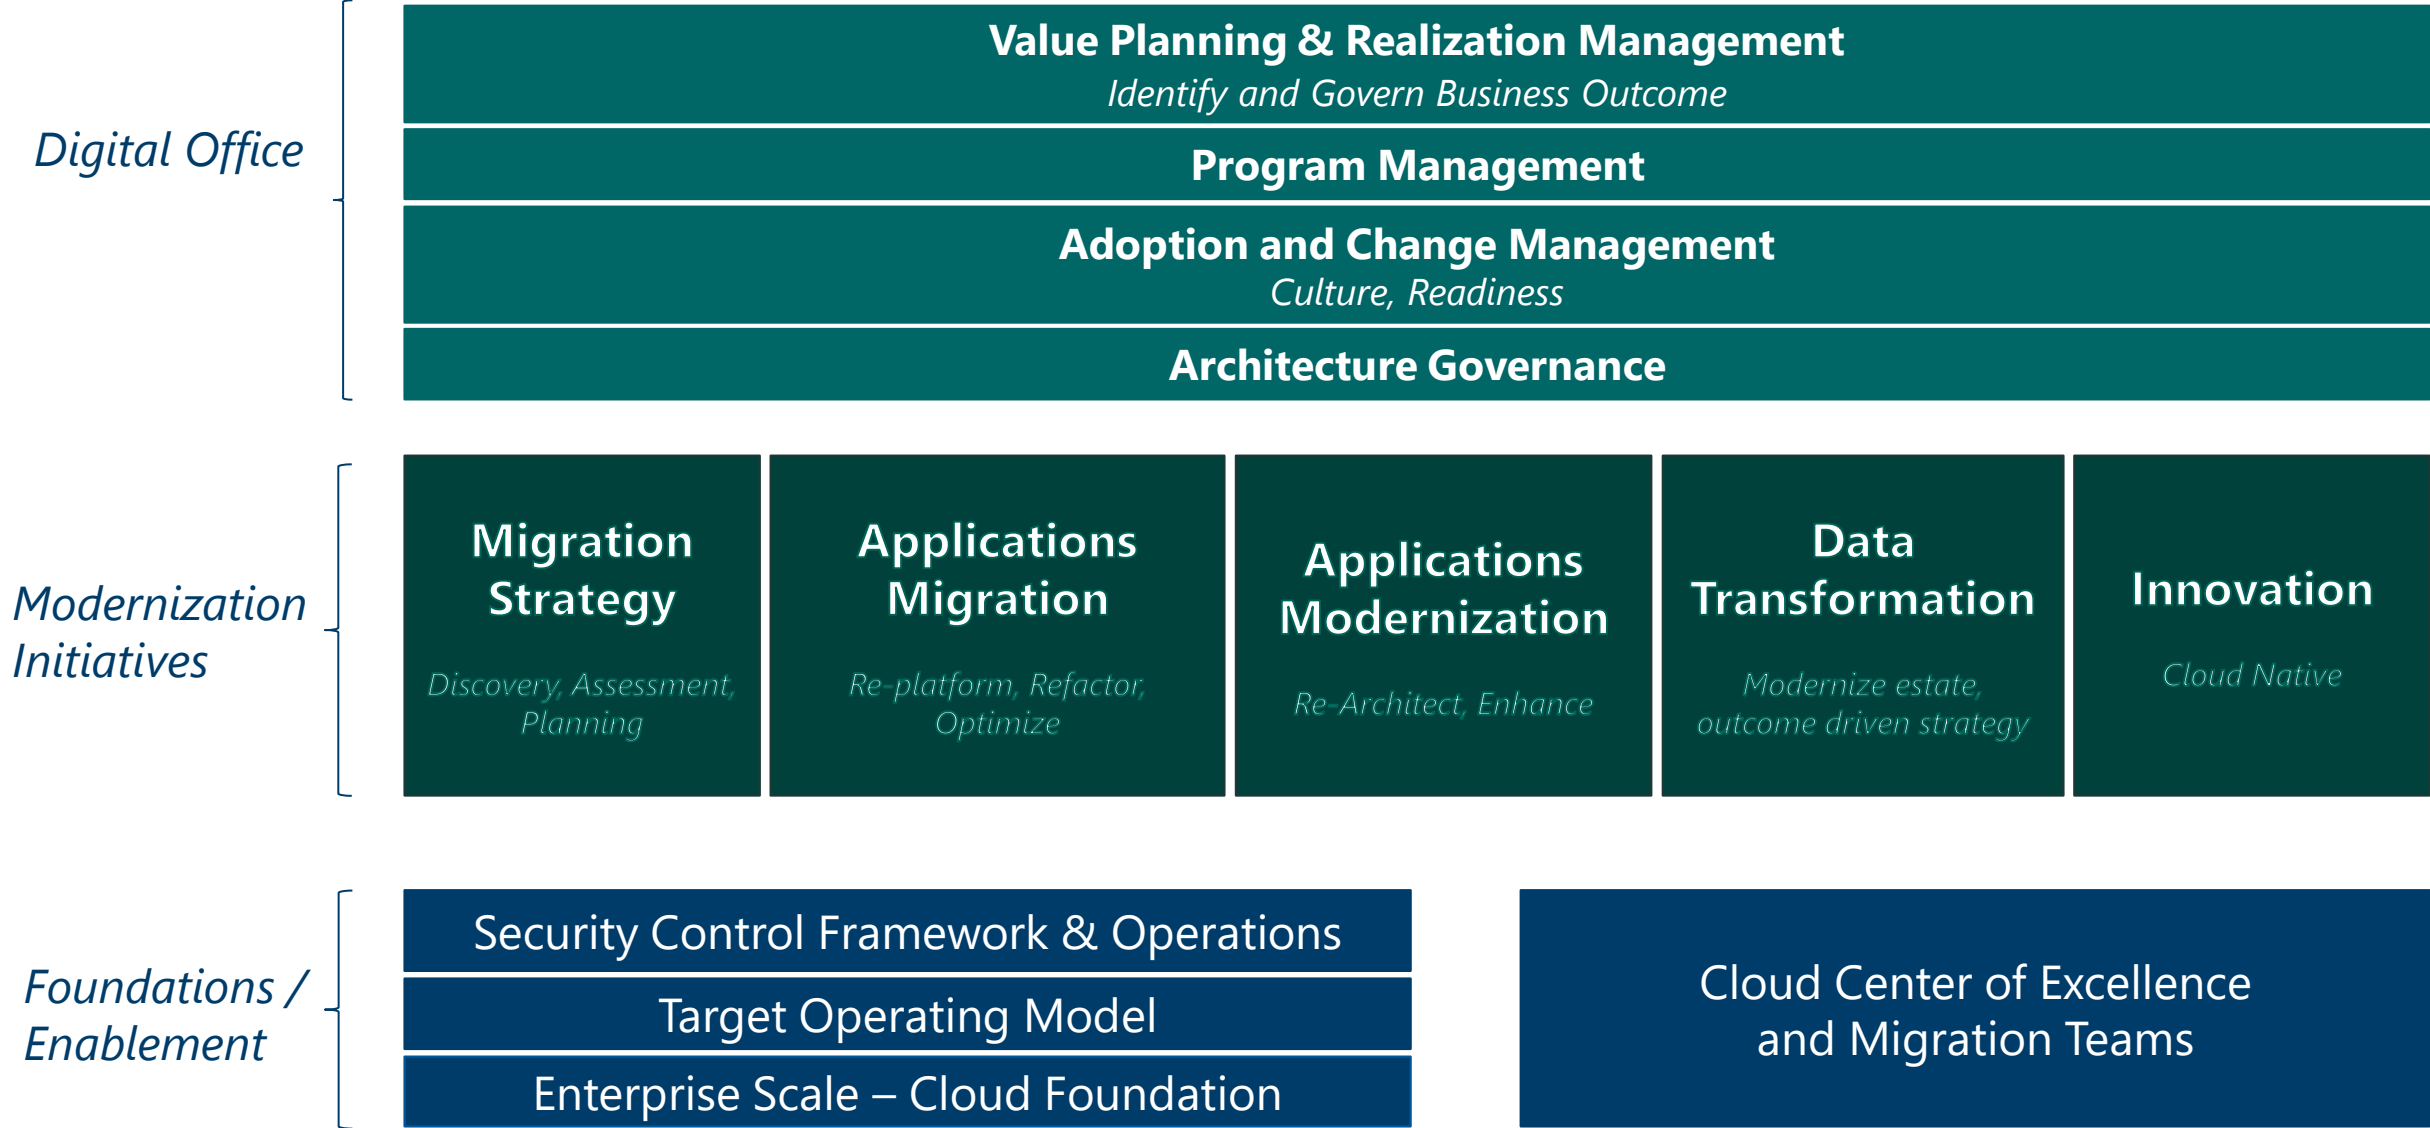 Digital Office
Value Planning & Realization Management
Identify and Govern Business Outcome
Program Management
Adoption and Change Management
Culture, Readiness
Architecture Governance
Modernization
Initiatives
Migration
Strategy
Discovery, Assessment,
Planning
Applications
Migration
Re-platform, Refactor,
Optimize
Applications
Modernization
Re-Architect, Enhance
Data
Transformation
Modernize estate,
outcome driven strategy
Innovation
Cloud Native
Foundations /
Enablement
Security Control Framework & Operations
Target Operating Model
Enterprise Scale – Cloud Foundation
Cloud Center of Excellence
and Migration Teams